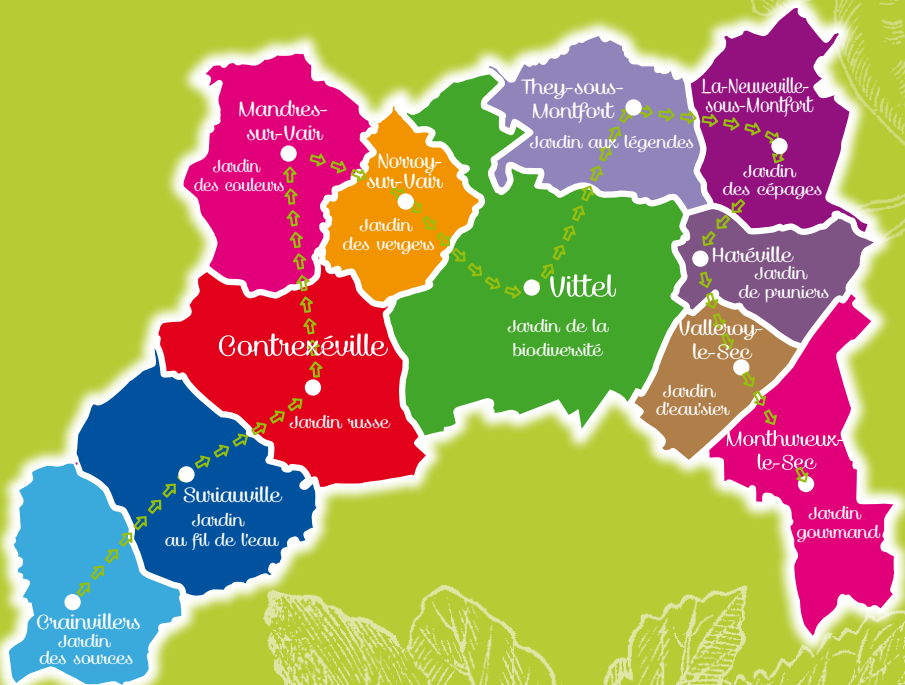 Mandres-
sur-Vair
Jardin
des couleurs
Norroy-
sur-Vair
Jardin
des vergers
They-sous-
Montfort
Jardin aux légendes
La-Neuveville-
sous-Montfort
Jardin
des cépages
Haréville
Jardin
de pruniers
Vittel
Jardin de la
biodiversité
Valleroy-
le-Sec
Jardin
d'eau'sier
Contrexéville
Jardin russe
Monthureux-
le-Sec
Jardin
gourmand
Suriauville
Jardin
au fil de l'eau
Crainvillers
Jardin
des sources